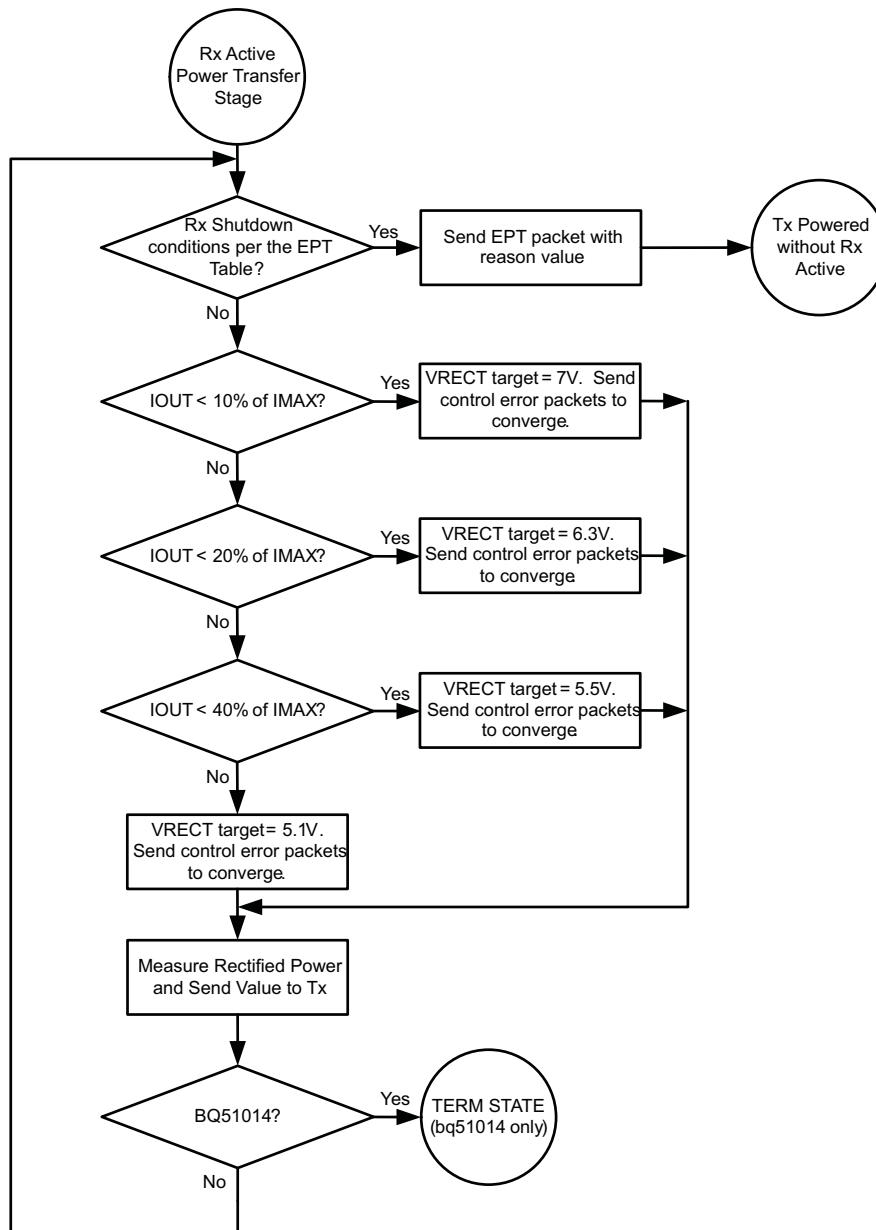 Rx Active
Power Transfer
Stage
Rx Shutdown
conditions per the EPT
Table?
Yes
Send EPT packet with
reason value
Tx Powered
without Rx
Active
No
IOUT < 10% of IMAX?
Yes
VRECT target = 7V. Send
control error packets to
converge.
No
IOUT < 20% of IMAX?
Yes
VRECT target = 6.3V.
Send control error packets
to converge.
No
IOUT < 40% of IMAX?
Yes
VRECT target = 5.5V.
Send control error packets
to converge.
No
VRECT target = 5.1V.
Send control error packets
to converge.
Measure Rectified Power
and Send Value to Tx
BQ51014?
Yes
TERM STATE
(bq51014 only)
No